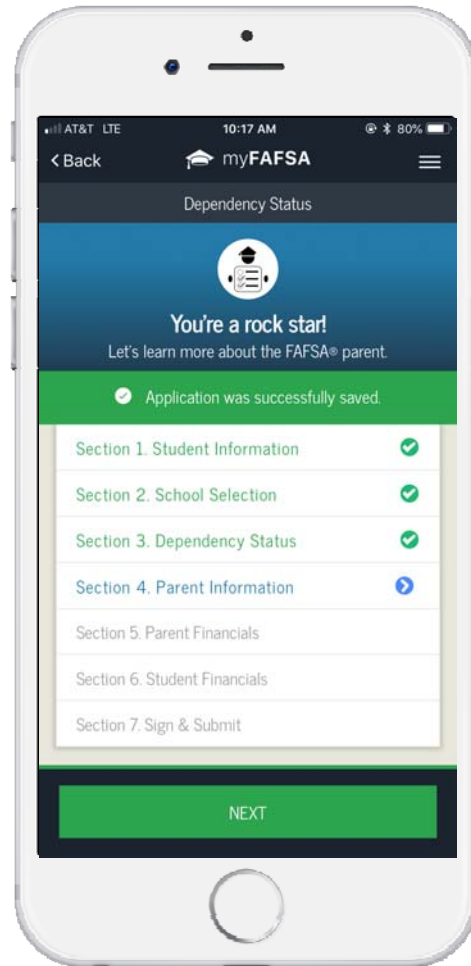 AT&T LTE 10:17 AM 80%
Back myFAFSA
Dependency Status
You're a rock star!
Let's learn more about the FAFSA® parent.
Application was successfully saved.
Section 1. Student Information
Section 2. School Selection
Section 3. Dependency Status
Section 4. Parent Information
Section 5. Parent Financials
Section 6. Student Financials
Section 7. Sign & Submit
NEXT